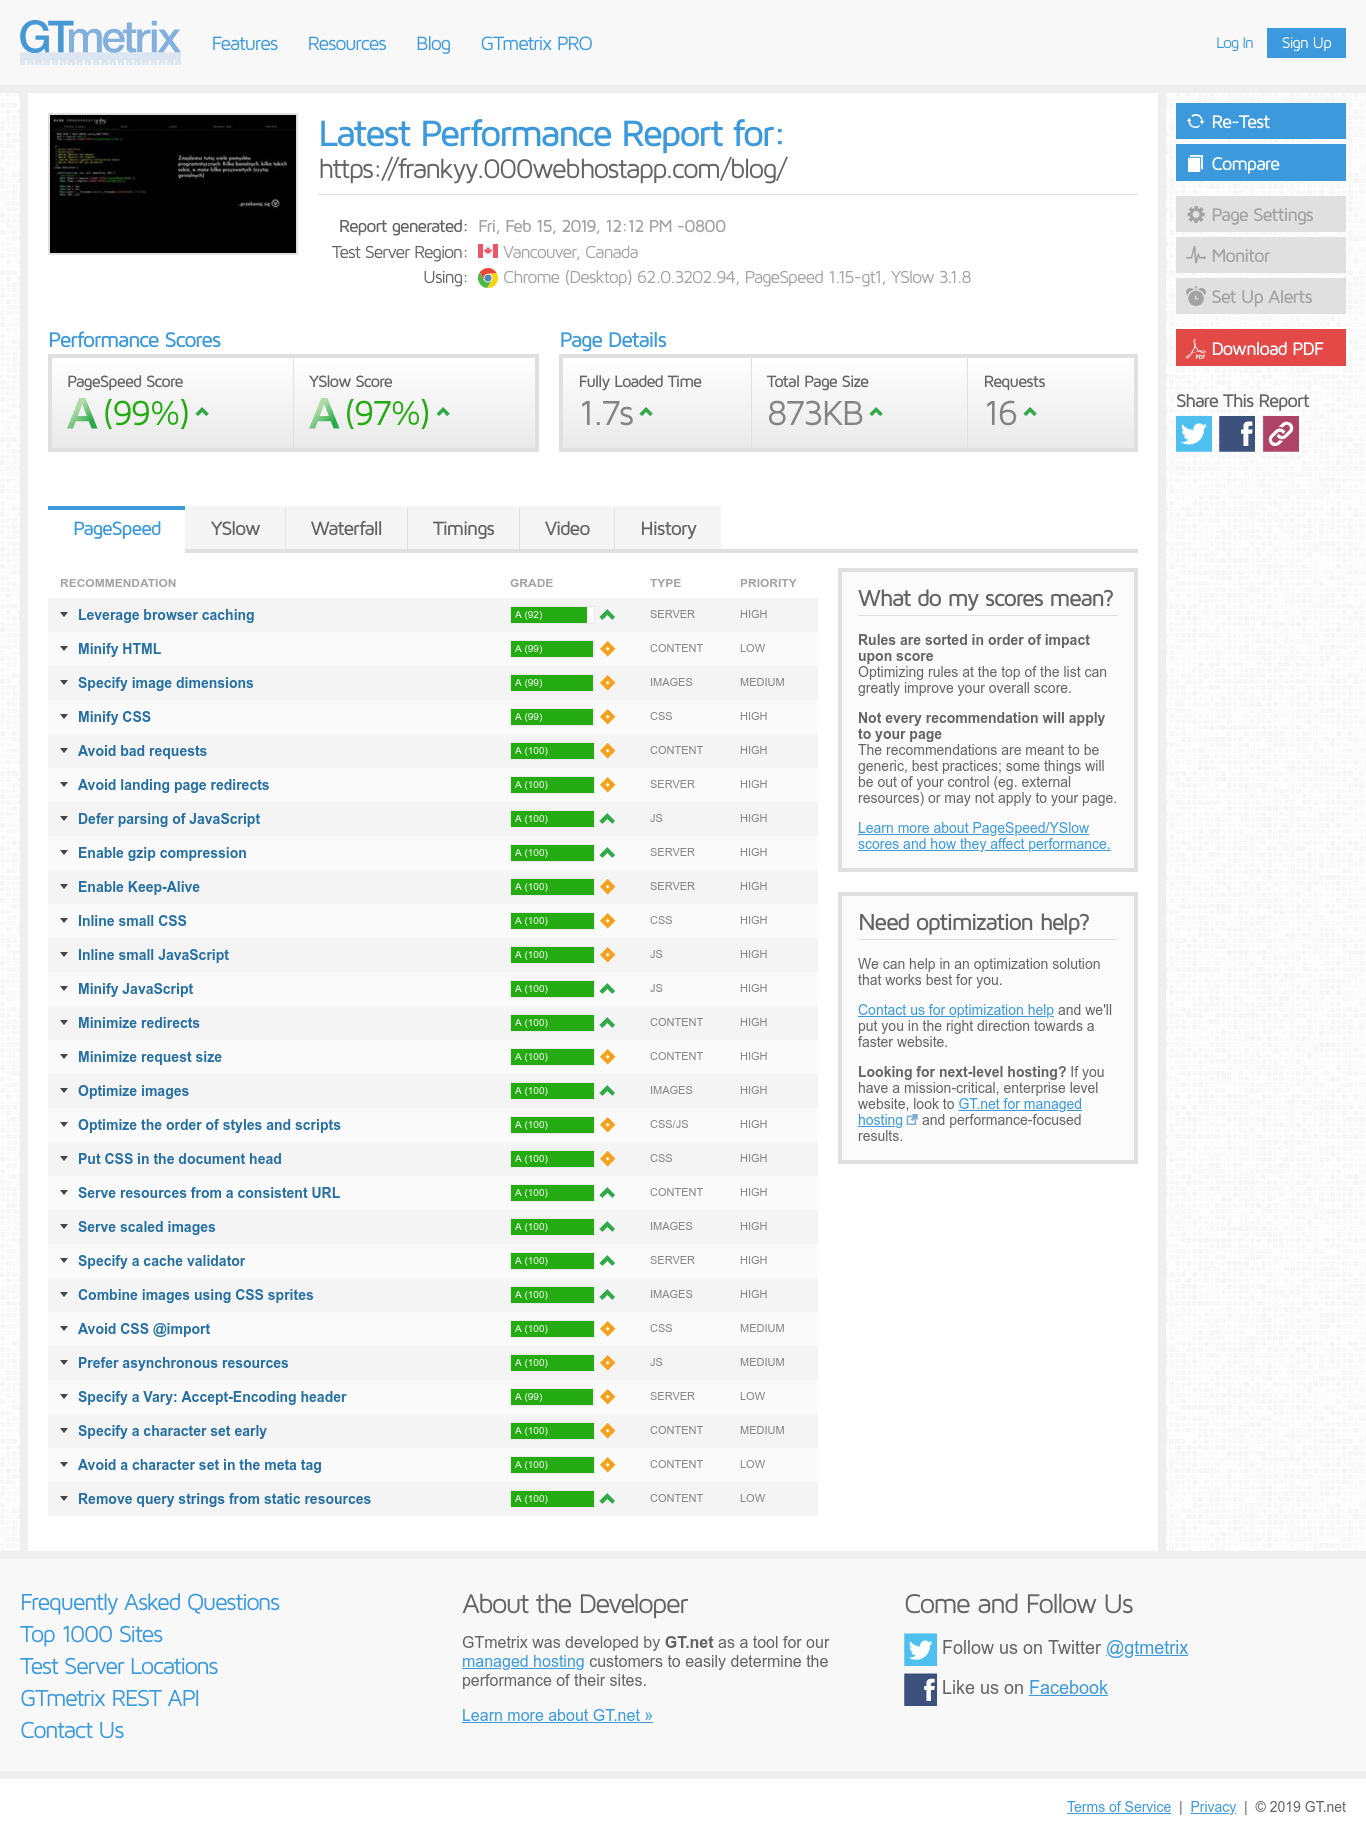 GTmetrix
Features
Resources
Blog
GTmetrix PRO
Log In
Sign Up
Latest Performance Report for:
https://frankyy.000webhostapp.com/blog/
Report generated: Fri, Feb 15, 2019, 12:12 PM -0800
Test Server Region: Vancouver, Canada
Using: Chrome (Desktop) 62.0.3202.94, PageSpeed 1.15-gt1, YSlow 3.1.8
Re-Test
Compare
Page Settings
Monitor
Set Up Alerts
Download PDF
Share This Report
Performance Scores
PageSpeed Score
A (99%)
YSlow Score
A (97%)
Page Details
Fully Loaded Time
1.7s
Total Page Size
873KB
Requests
16
PageSpeed
YSlow
Waterfall
Timings
Video
History
RECOMMENDATION GRADE TYPE PRIORITY
Leverage browser caching A (92) SERVER HIGH
Minify HTML A (99) CONTENT LOW
Specify image dimensions A (99) IMAGES MEDIUM
Minify CSS A (99) CSS HIGH
Avoid bad requests A (100) CONTENT HIGH
Avoid landing page redirects A (100) SERVER HIGH
Defer parsing of JavaScript A (100) JS HIGH
Enable gzip compression A (100) SERVER HIGH
Enable Keep-Alive A (100) SERVER HIGH
Inline small CSS A (100) CSS HIGH
Inline small JavaScript A (100) JS HIGH
Minify JavaScript A (100) JS HIGH
Minimize redirects A (100) CONTENT HIGH
Minimize request size A (100) CONTENT HIGH
Optimize images A (100) IMAGES HIGH
Optimize the order of styles and scripts A (100) CSS/JS HIGH
Put CSS in the document head A (100) CSS HIGH
Serve resources from a consistent URL A (100) CONTENT HIGH
Serve scaled images A (100) IMAGES HIGH
Specify a cache validator A (100) SERVER HIGH
Combine images using CSS sprites A (100) IMAGES HIGH
Avoid CSS @import A (100) CSS MEDIUM
Prefer asynchronous resources A (100) JS MEDIUM
Specify a Vary: Accept-Encoding header A (99) SERVER LOW
Specify a character set early A (100) CONTENT MEDIUM
Avoid a character set in the meta tag A (100) CONTENT LOW
Remove query strings from static resources A (100) CONTENT LOW
What do my scores mean?
Rules are sorted in order of impact
upon score
Optimizing rules at the top of the list can
greatly improve your overall score.
Not every recommendation will apply
to your page
The recommendations are meant to be
generic, best practices; some things will
be out of your control (eg. external
resources) or may not apply to your page.
Learn more about PageSpeed/YSlow
scores and how they affect performance.
Need optimization help?
We can help in an optimization solution
that works best for you.
Contact us for optimization help and we'll
put you in the right direction towards a
faster website.
Looking for next-level hosting? If you
have a mission-critical, enterprise level
website, look to GT.net for managed
hosting and performance-focused
results.
Frequently Asked Questions
Top 1000 Sites
Test Server Locations
GTmetrix REST API
Contact Us
About the Developer
GTmetrix was developed by GT.net as a tool for our
managed hosting customers to easily determine the
performance of their sites.
Learn more about GT.net »
Come and Follow Us
Follow us on Twitter @gtmetrix
Like us on Facebook
Terms of Service | Privacy | © 2019 GT.net